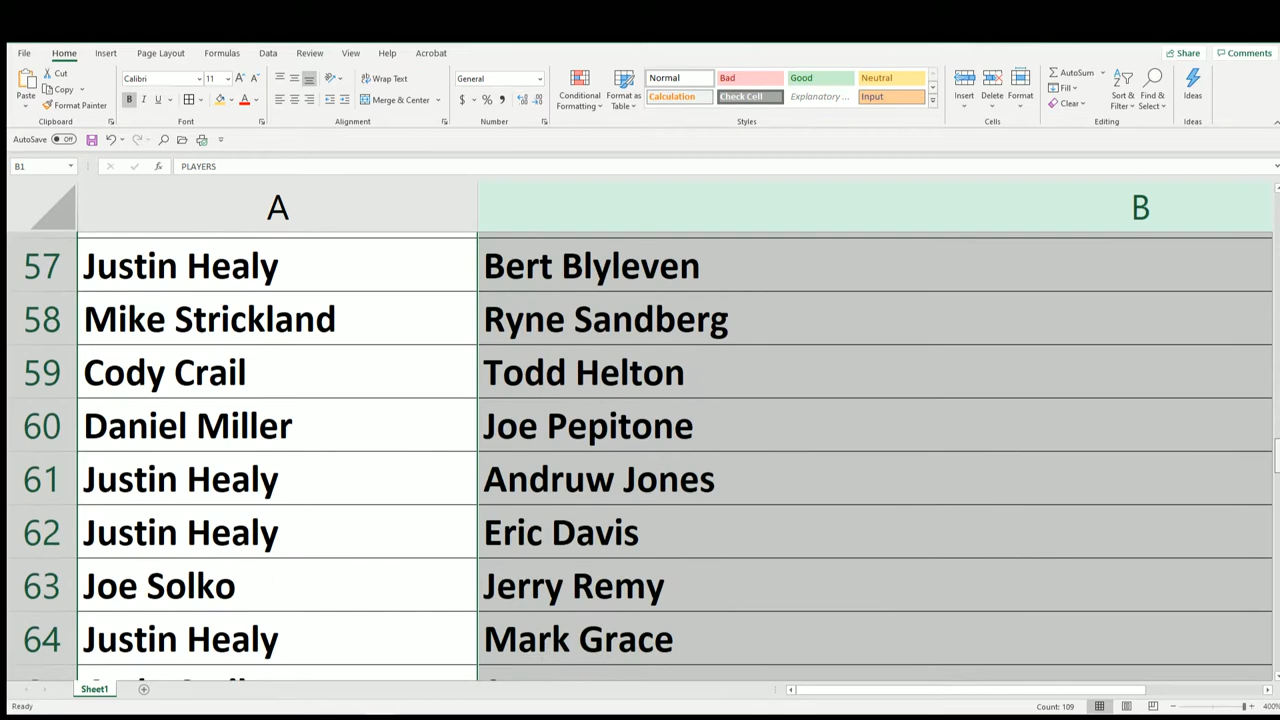 File Home Insert Page Layout Formulas Data Review View Help Acrobat Share Comments
Cut Calibri 11 Wrap Text General Normal Bad Good Neutral AutoSum
Copy Fill
Paste Format Painter Merge & Center Conditional Formatting Format as Table Calculation Check Cell Explanatory ... Input Insert Delete Format Clear Sort & Filter Find & Select Ideas
Clipboard Font Alignment Number Styles Cells Editing Ideas
AutoSave Off
B1 fx PLAYERS
A B
57 Justin Healy Bert Blyleven
58 Mike Strickland Ryne Sandberg
59 Cody Crail Todd Helton
60 Daniel Miller Joe Pepitone
61 Justin Healy Andruw Jones
62 Justin Healy Eric Davis
63 Joe Solko Jerry Remy
64 Justin Healy Mark Grace
Sheet1
Ready Count: 109 400%